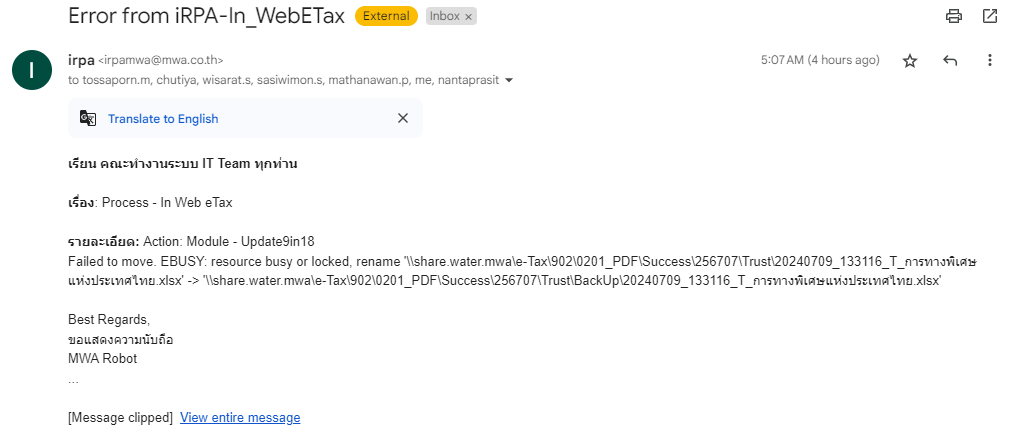 Error from iRPA-In_WebETax External Inbox ×
I irpa <irpamwa@mwa.co.th> 5:07 AM (4 hours ago)
to tossaporn.m, chutiya, wisarat.s, sasiwimon.s, mathanawan.p, me, nantaprasit
Translate to English
เรียน คณะทำงานระบบ IT Team ทุกท่าน
เรื่อง: Process - In Web eTax
รายละเอียด: Action: Module - Update9in18
Failed to move. EBUSY: resource busy or locked, rename '\\share.water.mwa\e-Tax\902\0201_PDF\Success\256707\Trust\20240709_133116_T_การทางพิเศษ
แห่งประเทศไทย.xlsx' -> '\\share.water.mwa\e-Tax\902\0201_PDF\Success\256707\Trust\BackUp\20240709_133116_T_การทางพิเศษแห่งประเทศไทย.xlsx'
Best Regards,
ขอแสดงความนับถือ
MWA Robot
...
[Message clipped] View entire message